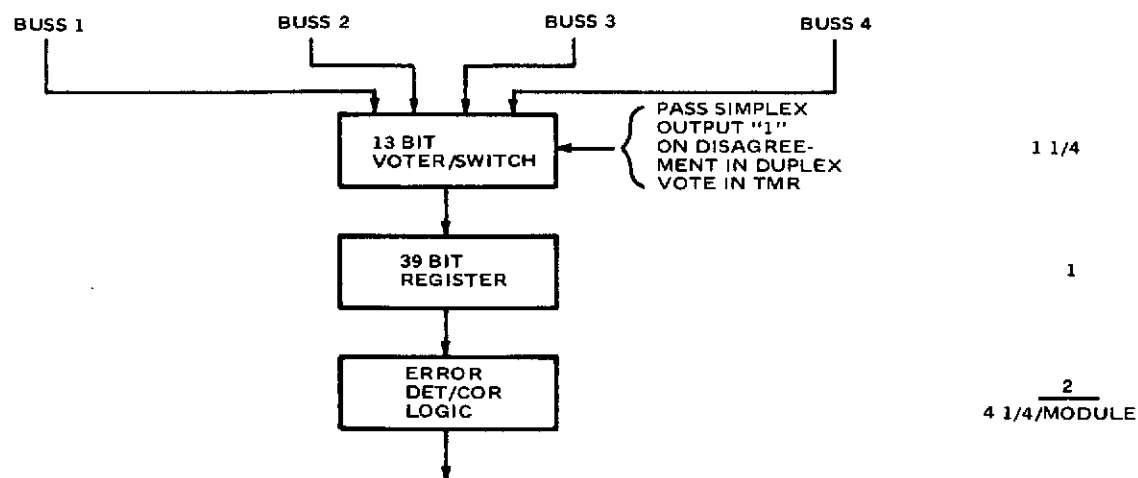 BUSS 1
BUSS 2
BUSS 3
BUSS 4
13 BIT
VOTER/SWITCH
PASS SIMPLEX
OUTPUT "1"
ON DISAGREE-
MENT IN DUPLEX
VOTE IN TMR
1 1/4
39 BIT
REGISTER
1
ERROR
DET/COR
LOGIC
2
4 1/4/MODULE